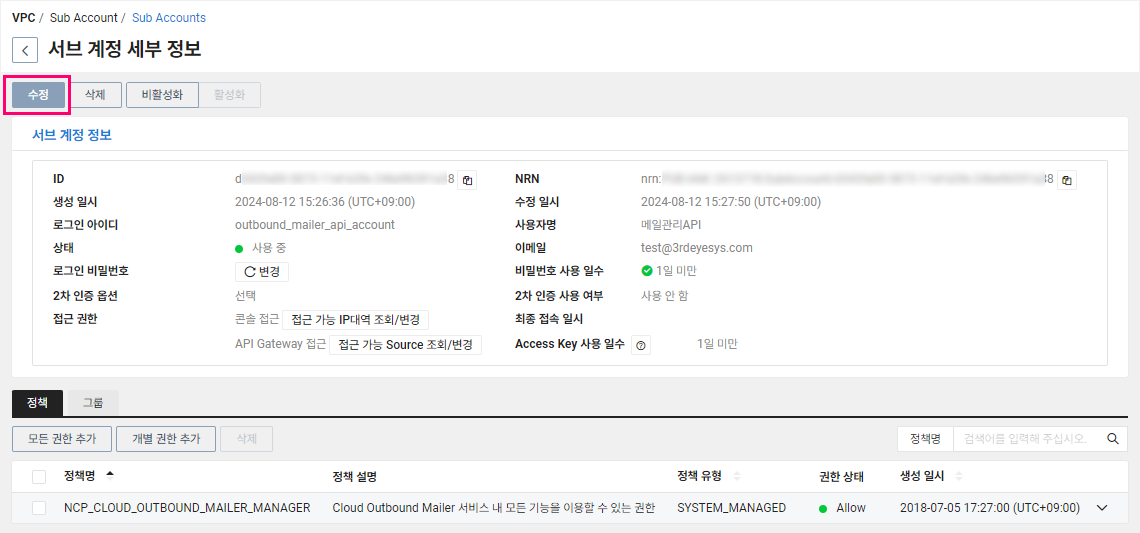 VPC / Sub Account / Sub Accounts
서브 계정 세부 정보
수정 삭제 비활성화 활성화
서브 계정 정보
ID d 8 NRN nrn: 38
생성 일시 2024-08-12 15:26:36 (UTC+09:00) 수정 일시 2024-08-12 15:27:50 (UTC+09:00)
로그인 아이디 outbound_mailer_api_account 사용자명 메일관리API
상태 사용 중 이메일 test@3rdeyesys.com
로그인 비밀번호 변경 비밀번호 사용 일수 1일 미만
2차 인증 옵션 선택 2차 인증 사용 여부 사용 안 함
접근 권한 콘솔 접근 접근 가능 IP대역 조회/변경 최종 접속 일시
API Gateway 접근 접근 가능 Source 조회/변경 Access Key 사용 일수 1일 미만
정책 그룹
모든 권한 추가 개별 권한 추가 삭제 정책명 검색어를 입력해 주십시오.
정책명 정책 설명 정책 유형 권한 상태 생성 일시
NCP_CLOUD_OUTBOUND_MAILER_MANAGER Cloud Outbound Mailer 서비스 내 모든 기능을 이용할 수 있는 권한 SYSTEM_MANAGED Allow 2018-07-05 17:27:00 (UTC+09:00)